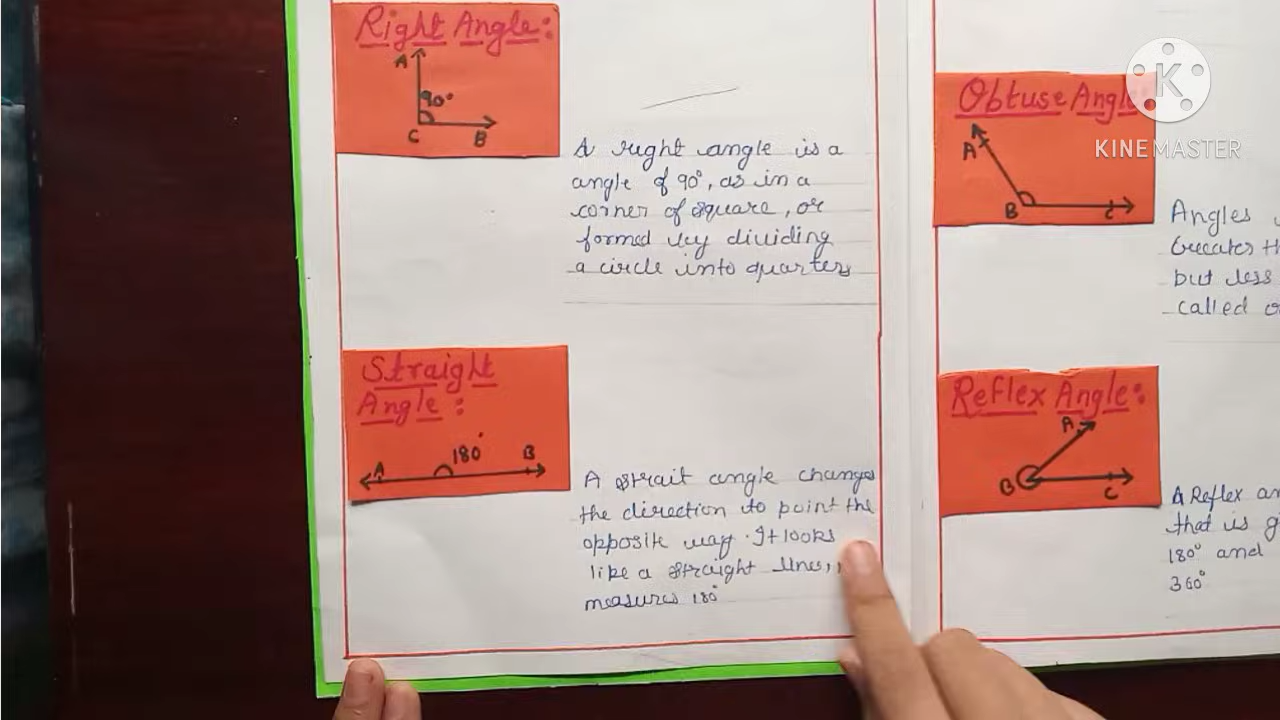 Right Angle:
A
90°
C
B
A right angle is a
angle of 90°, as in a
corner of square, or
formed by dividing
a circle into quarters
Straight
Angle:
A
180°
B
A strait angle changes
the direction to point the
opposite way. It looks
like a straight line,
measures 180°
Obtuse Angle
A
B
C
Angles
Greater
but less
called
Reflex Angle:
A
B
C
A Reflex
that is
180° and
360°
K
KINEMASTER